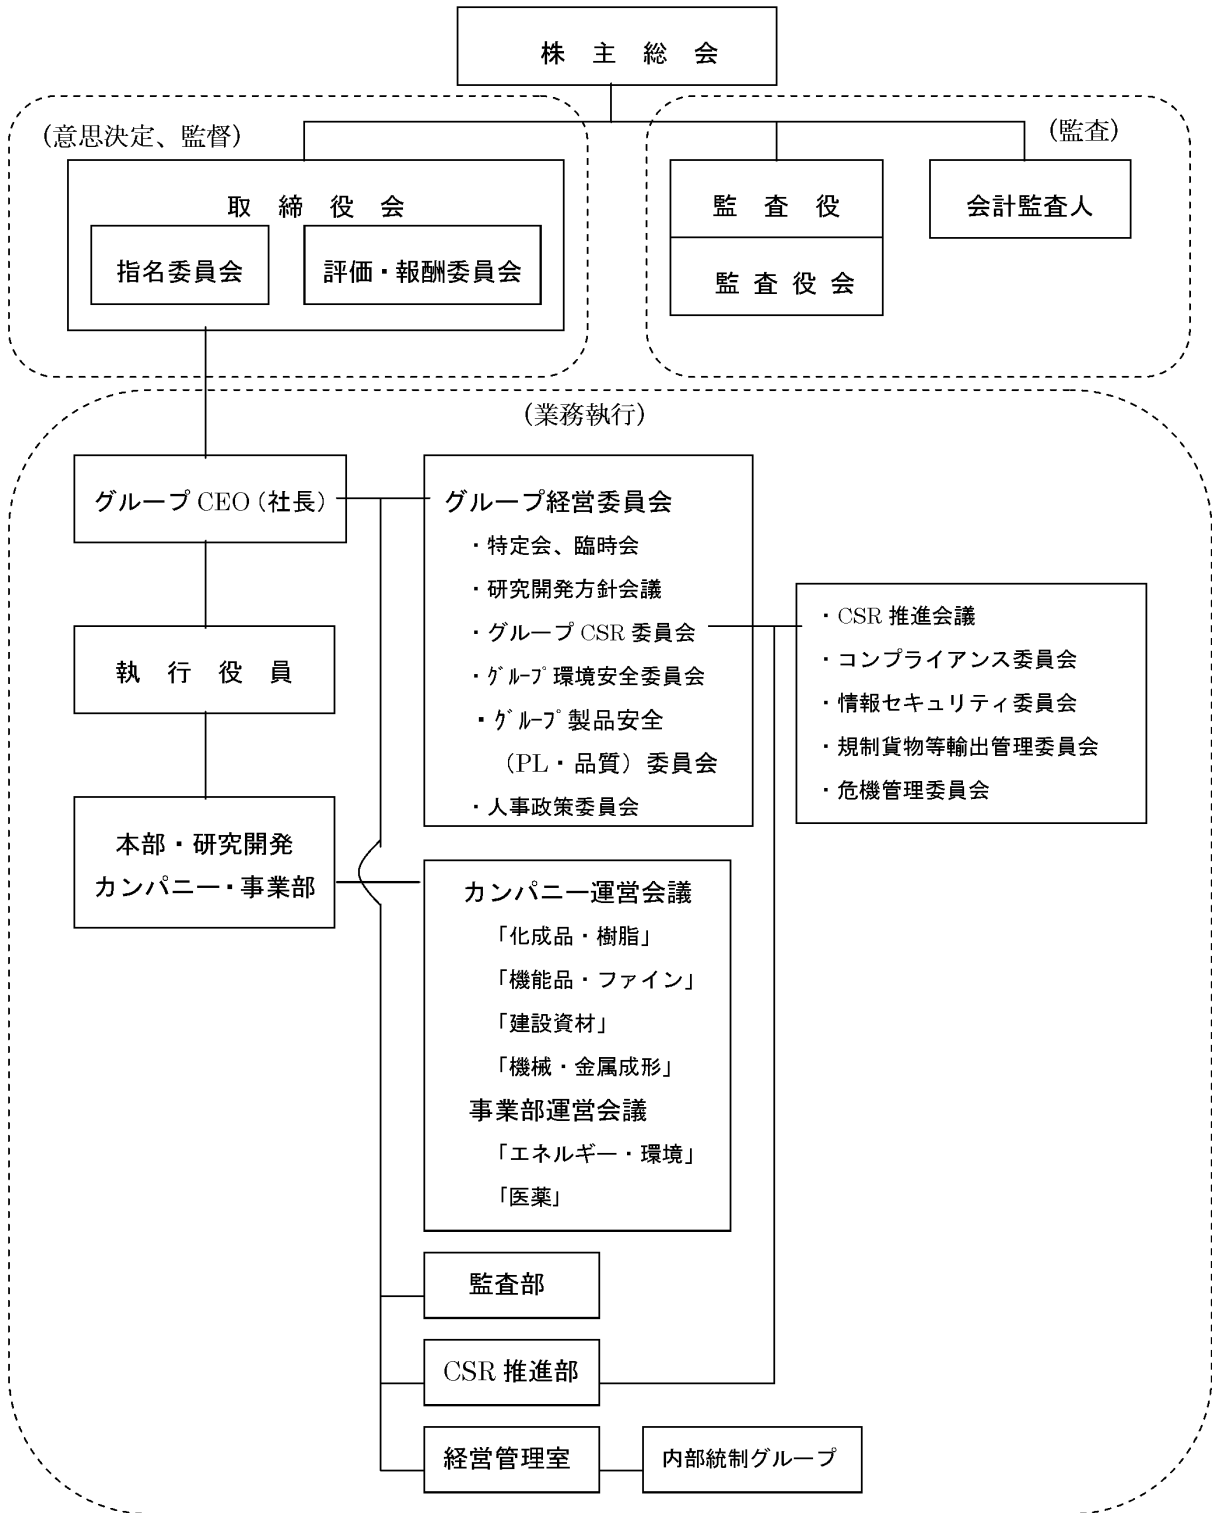 株主総会
(意思決定、監督)
(監査)
取締役会
指名委員会
評価・報酬委員会
監査役
監査役会
会計監査人
(業務執行)
グループ CEO (社長)
執行役員
本部・研究開発
カンパニー・事業部
グループ経営委員会
・特定会、臨時会
・研究開発方針会議
・グループ CSR 委員会
・グループ環境安全委員会
・グループ製品安全
(PL・品質)委員会
・人事政策委員会
・CSR 推進会議
・コンプライアンス委員会
・情報セキュリティ委員会
・規制貨物等輸出管理委員会
・危機管理委員会
カンパニー運営会議
「化成品・樹脂」
「機能品・ファイン」
「建設資材」
「機械・金属成形」
事業部運営会議
「エネルギー・環境」
「医薬」
監査部
CSR 推進部
経営管理室
内部統制グループ